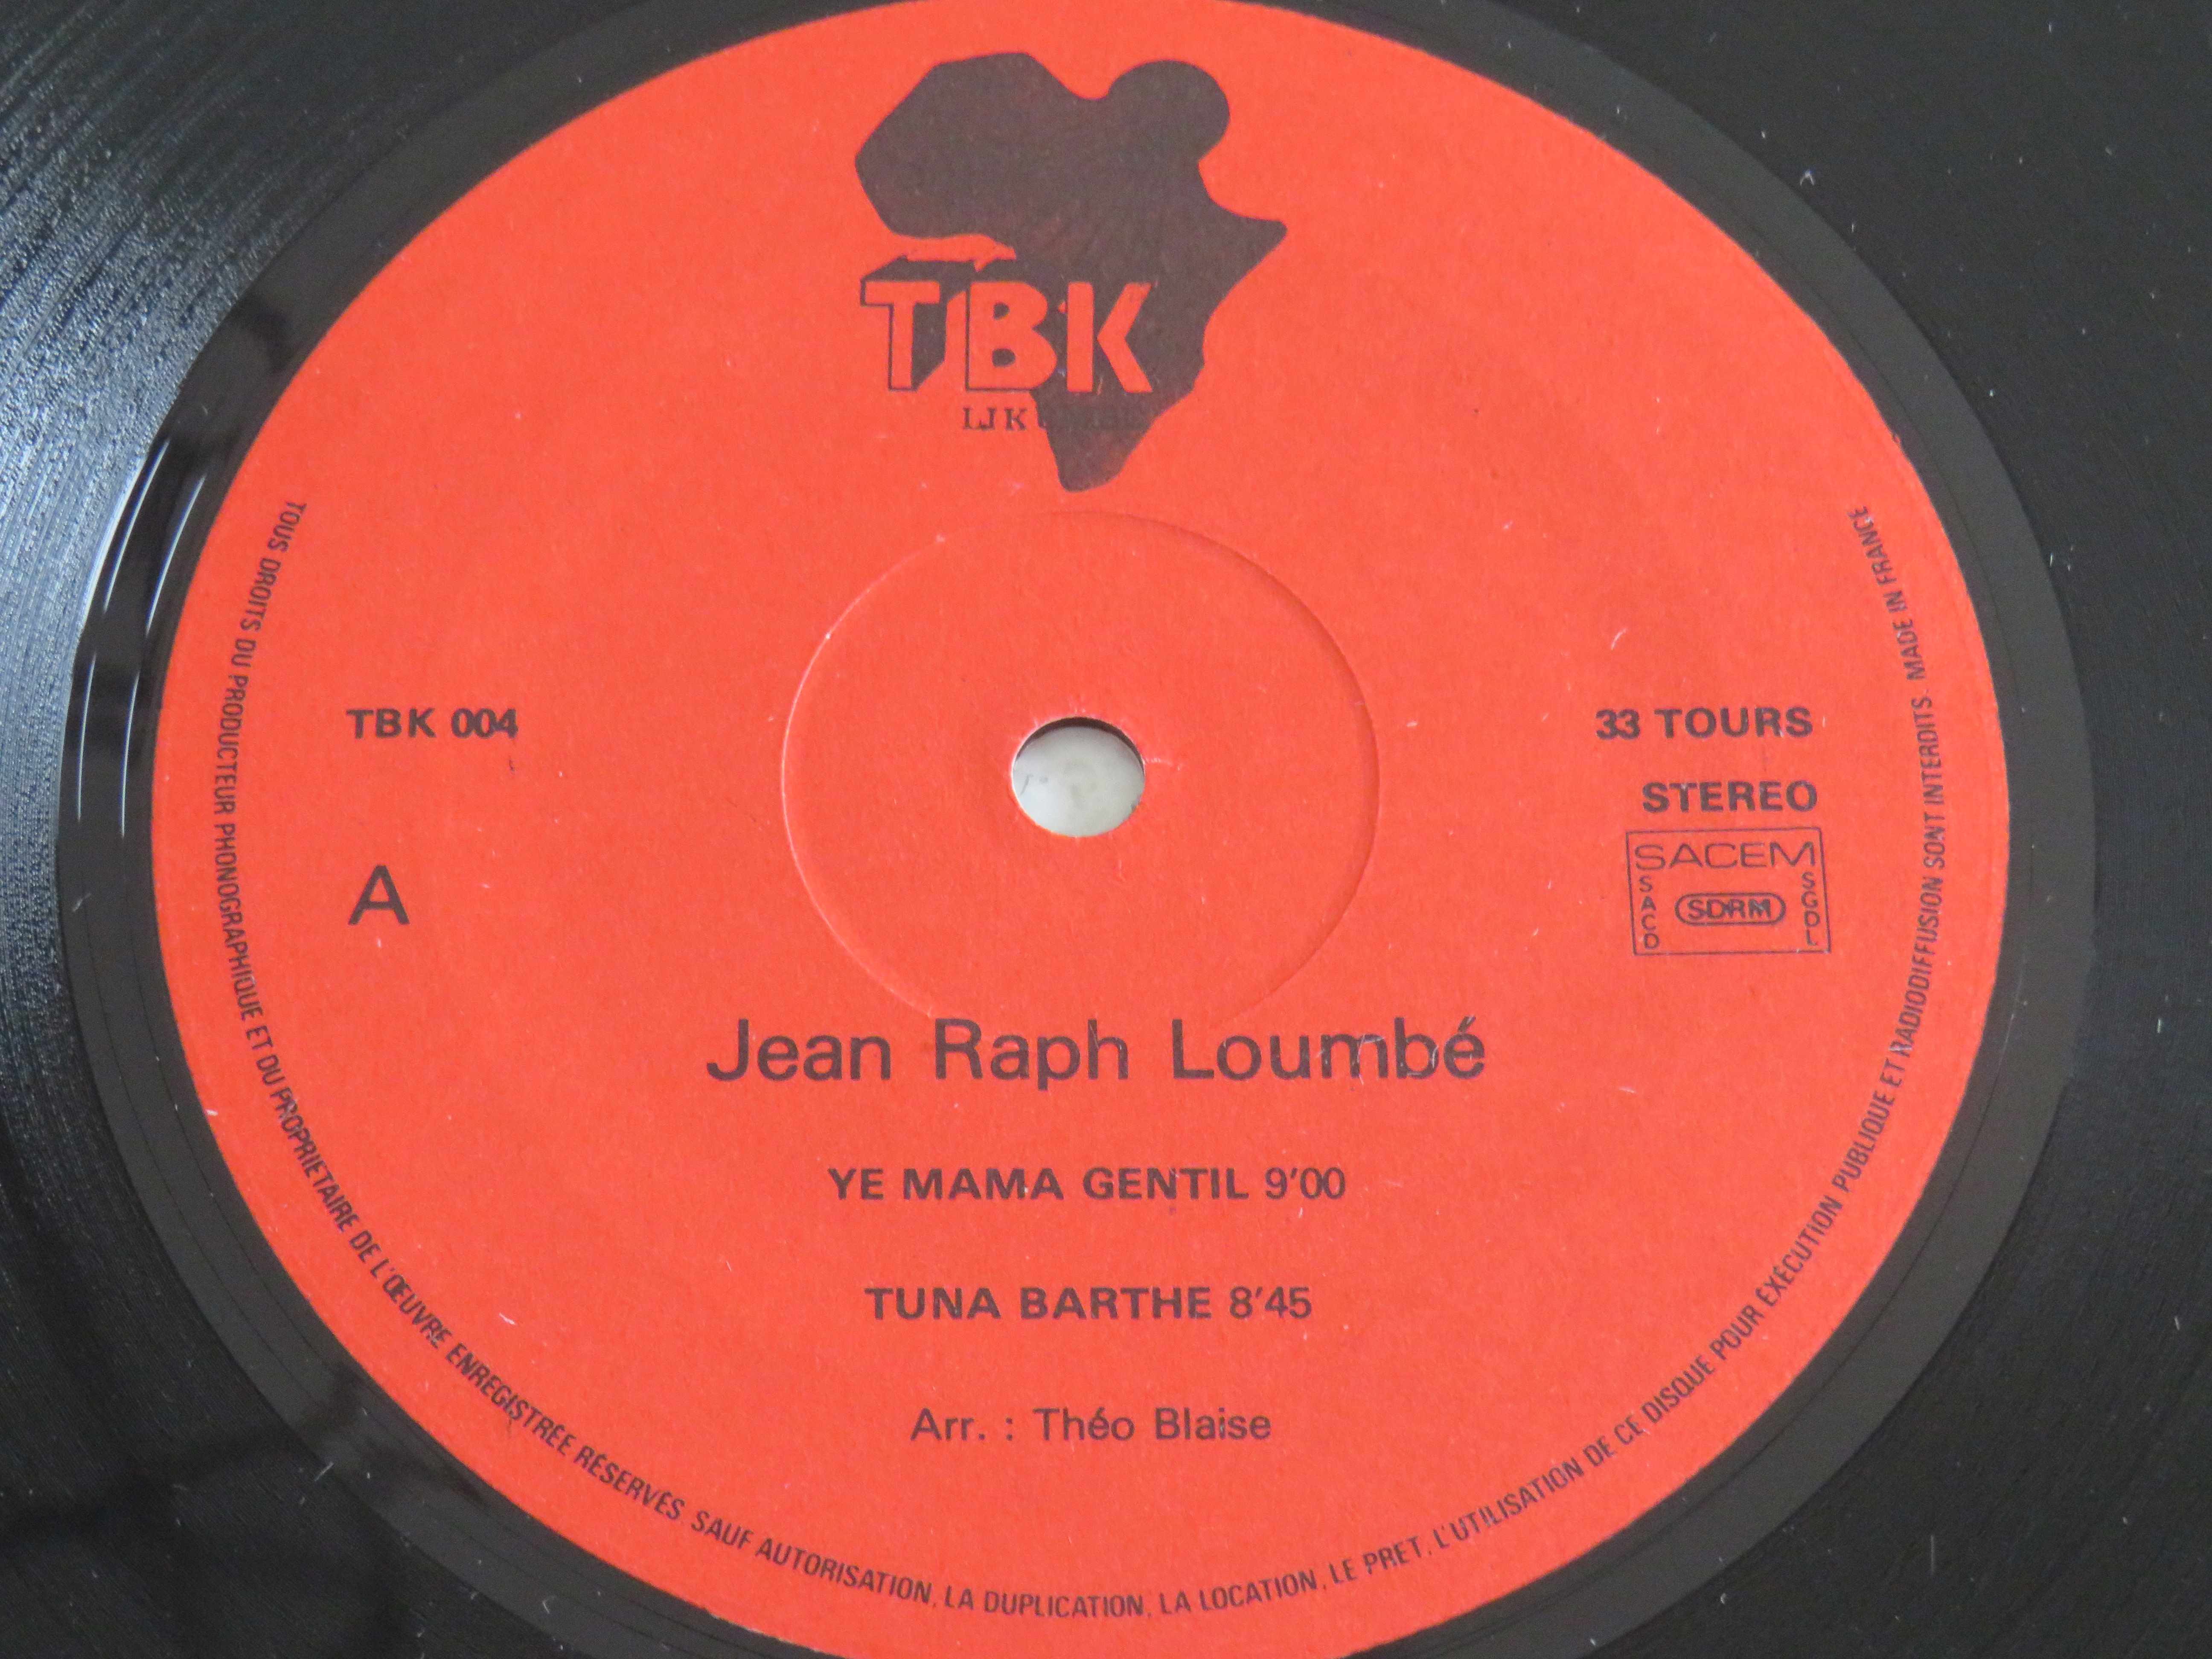 TBK
TBK 004
33 TOURS
STEREO
SACEM
SACD
SDRM
SGDL
A
Jean Raph Loumbé
YE MAMA GENTIL 9'00
TUNA BARTHE 8'45
Arr. : Théo Blaise
TOUS DROITS DU PRODUCTEUR PHONOGRAPHIQUE ET DU PROPRIETAIRE DE L'ŒUVRE ENREGISTRÉE RÉSERVÉS. SAUF AUTORISATION, LA DUPLICATION, LA LOCATION, LE PRET, L'UTILISATION DE CE DISQUE POUR EXÉCUTION PUBLIQUE ET RADIODIFFUSION SONT INTERDITS. MADE IN FRANCE